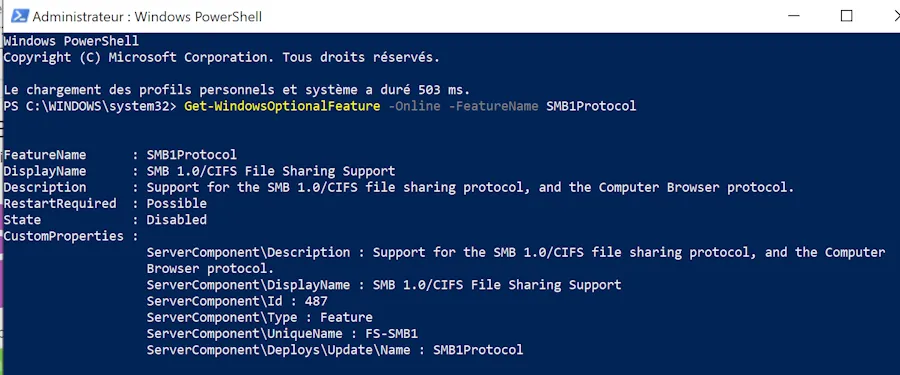 Administrateur : Windows PowerShell
Windows PowerShell
Copyright (C) Microsoft Corporation. Tous droits réservés.
Le chargement des profils personnels et système a duré 503 ms.
PS C:\WINDOWS\system32> Get-WindowsOptionalFeature -Online -FeatureName SMB1Protocol
FeatureName      : SMB1Protocol
DisplayName      : SMB 1.0/CIFS File Sharing Support
Description      : Support for the SMB 1.0/CIFS file sharing protocol, and the Computer Browser protocol.
RestartRequired  : Possible
State            : Disabled
CustomProperties :
ServerComponent\Description : Support for the SMB 1.0/CIFS file sharing protocol, and the Computer
Browser protocol.
ServerComponent\DisplayName : SMB 1.0/CIFS File Sharing Support
ServerComponent\Id : 487
ServerComponent\Type : Feature
ServerComponent\UniqueName : FS-SMB1
ServerComponent\Deploys\Update\Name : SMB1Protocol